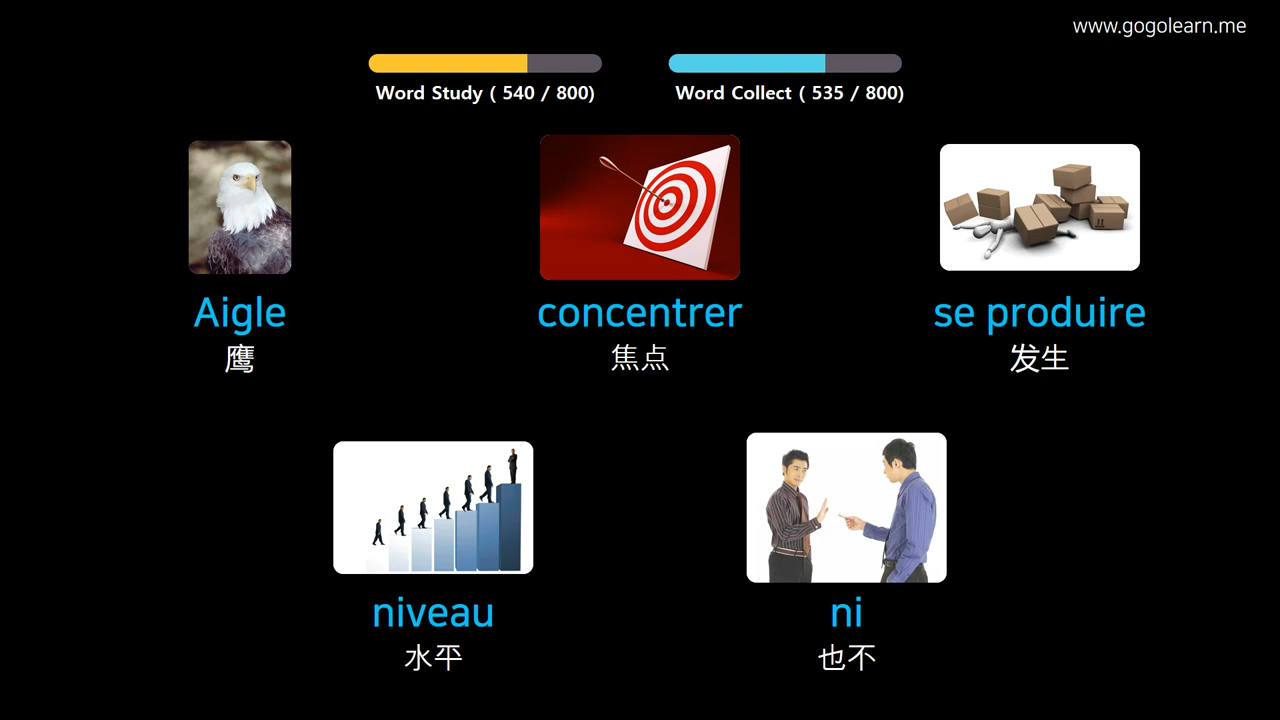 www.gogolearn.me
Word Study ( 540 / 800)
Word Collect ( 535 / 800)
Aigle
鹰
concentrer
焦点
se produire
发生
niveau
水平
ni
也不